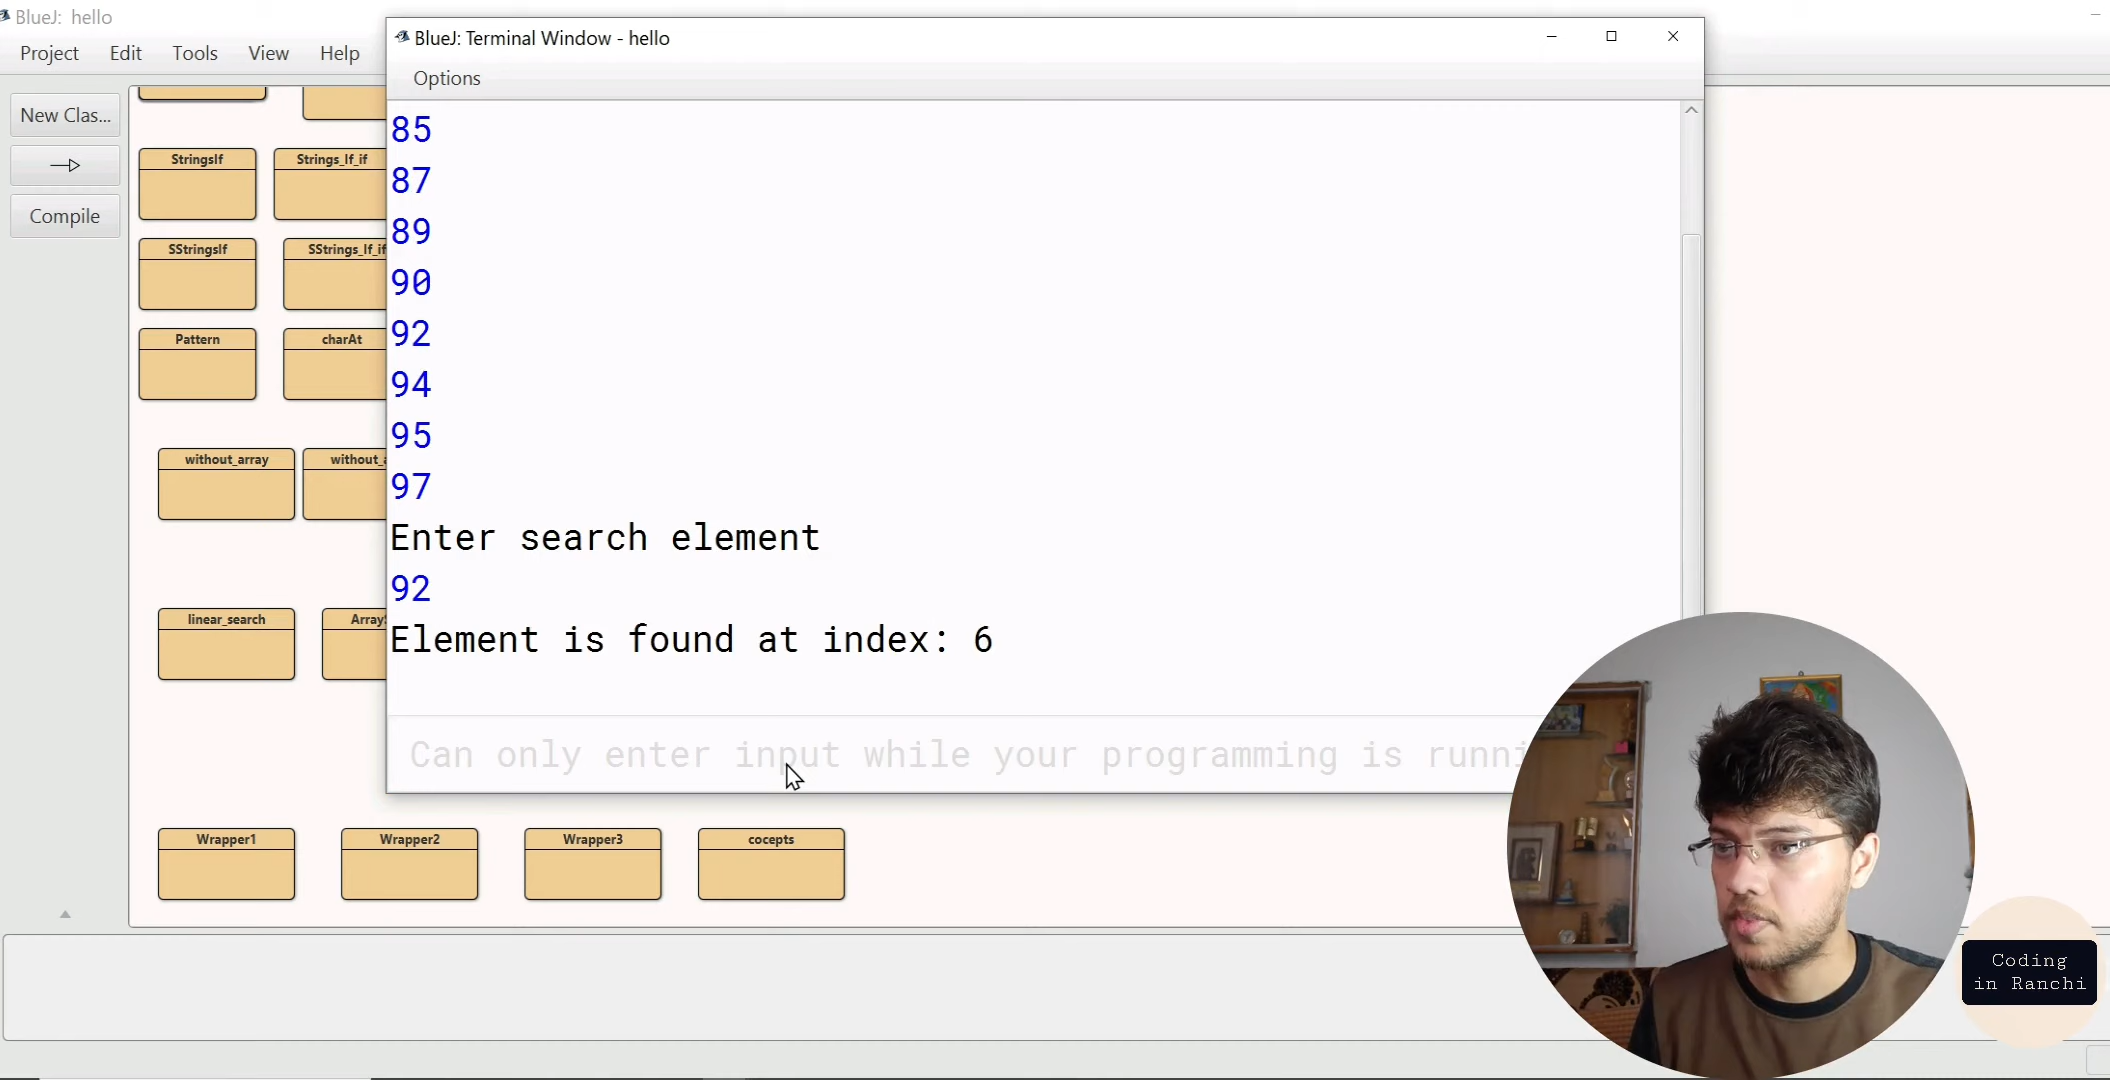 BlueJ: hello
Project Edit Tools View Help
New Clas...
Compile
StringsIf
Strings_If_if
SStringsIf
SStrings_If_if
Pattern
charAt
without_array
without_a
linear_search
Array
Wrapper1
Wrapper2
Wrapper3
cocepts
BlueJ: Terminal Window - hello
Options
85
87
89
90
92
94
95
97
Enter search element
92
Element is found at index: 6
Can only enter input while your programming is runni
Coding
in Ranchi